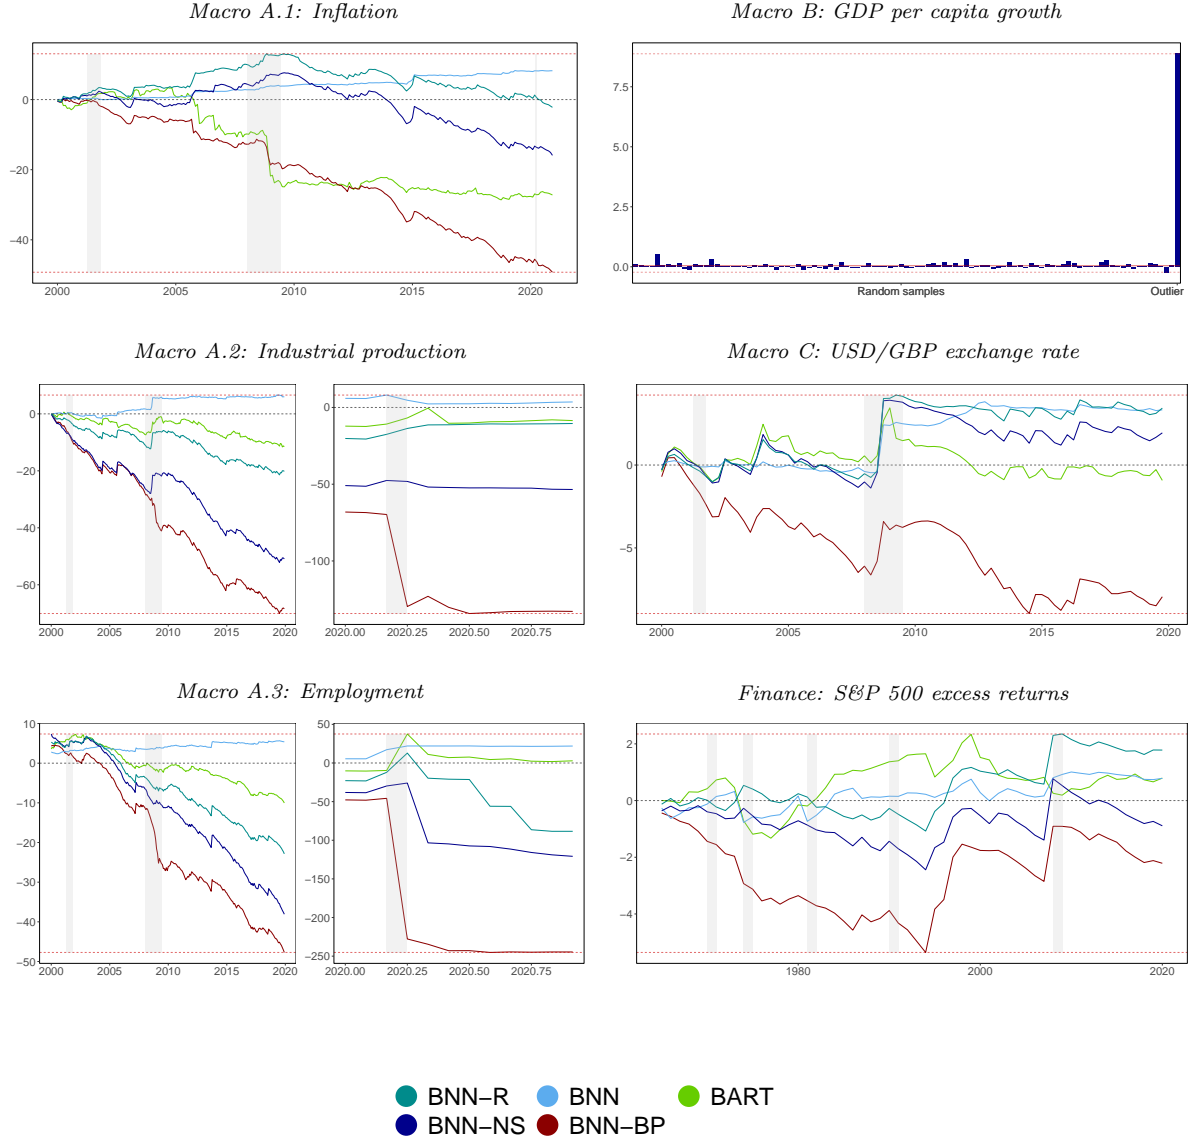 Macro A.1: Inflation
0
−20
−40
2000 2005 2010 2015 2020
Macro B: GDP per capita growth
7.5
5.0
2.5
0.0
Random samples Outlier
Macro A.2: Industrial production
0
−20
−40
−60
2000 2005 2010 2015 2020
0
−50
−100
2020.00 2020.25 2020.50 2020.75
Macro C: USD/GBP exchange rate
0
−5
2000 2005 2010 2015 2020
Macro A.3: Employment
10
0
−10
−20
−30
−40
−50
2000 2005 2010 2015 2020
50
0
−50
−100
−150
−200
−250
2020.00 2020.25 2020.50 2020.75
Finance: S&P 500 excess returns
2
0
−2
−4
1980 2000 2020
BNN−R BNN BART
BNN−NS BNN−BP